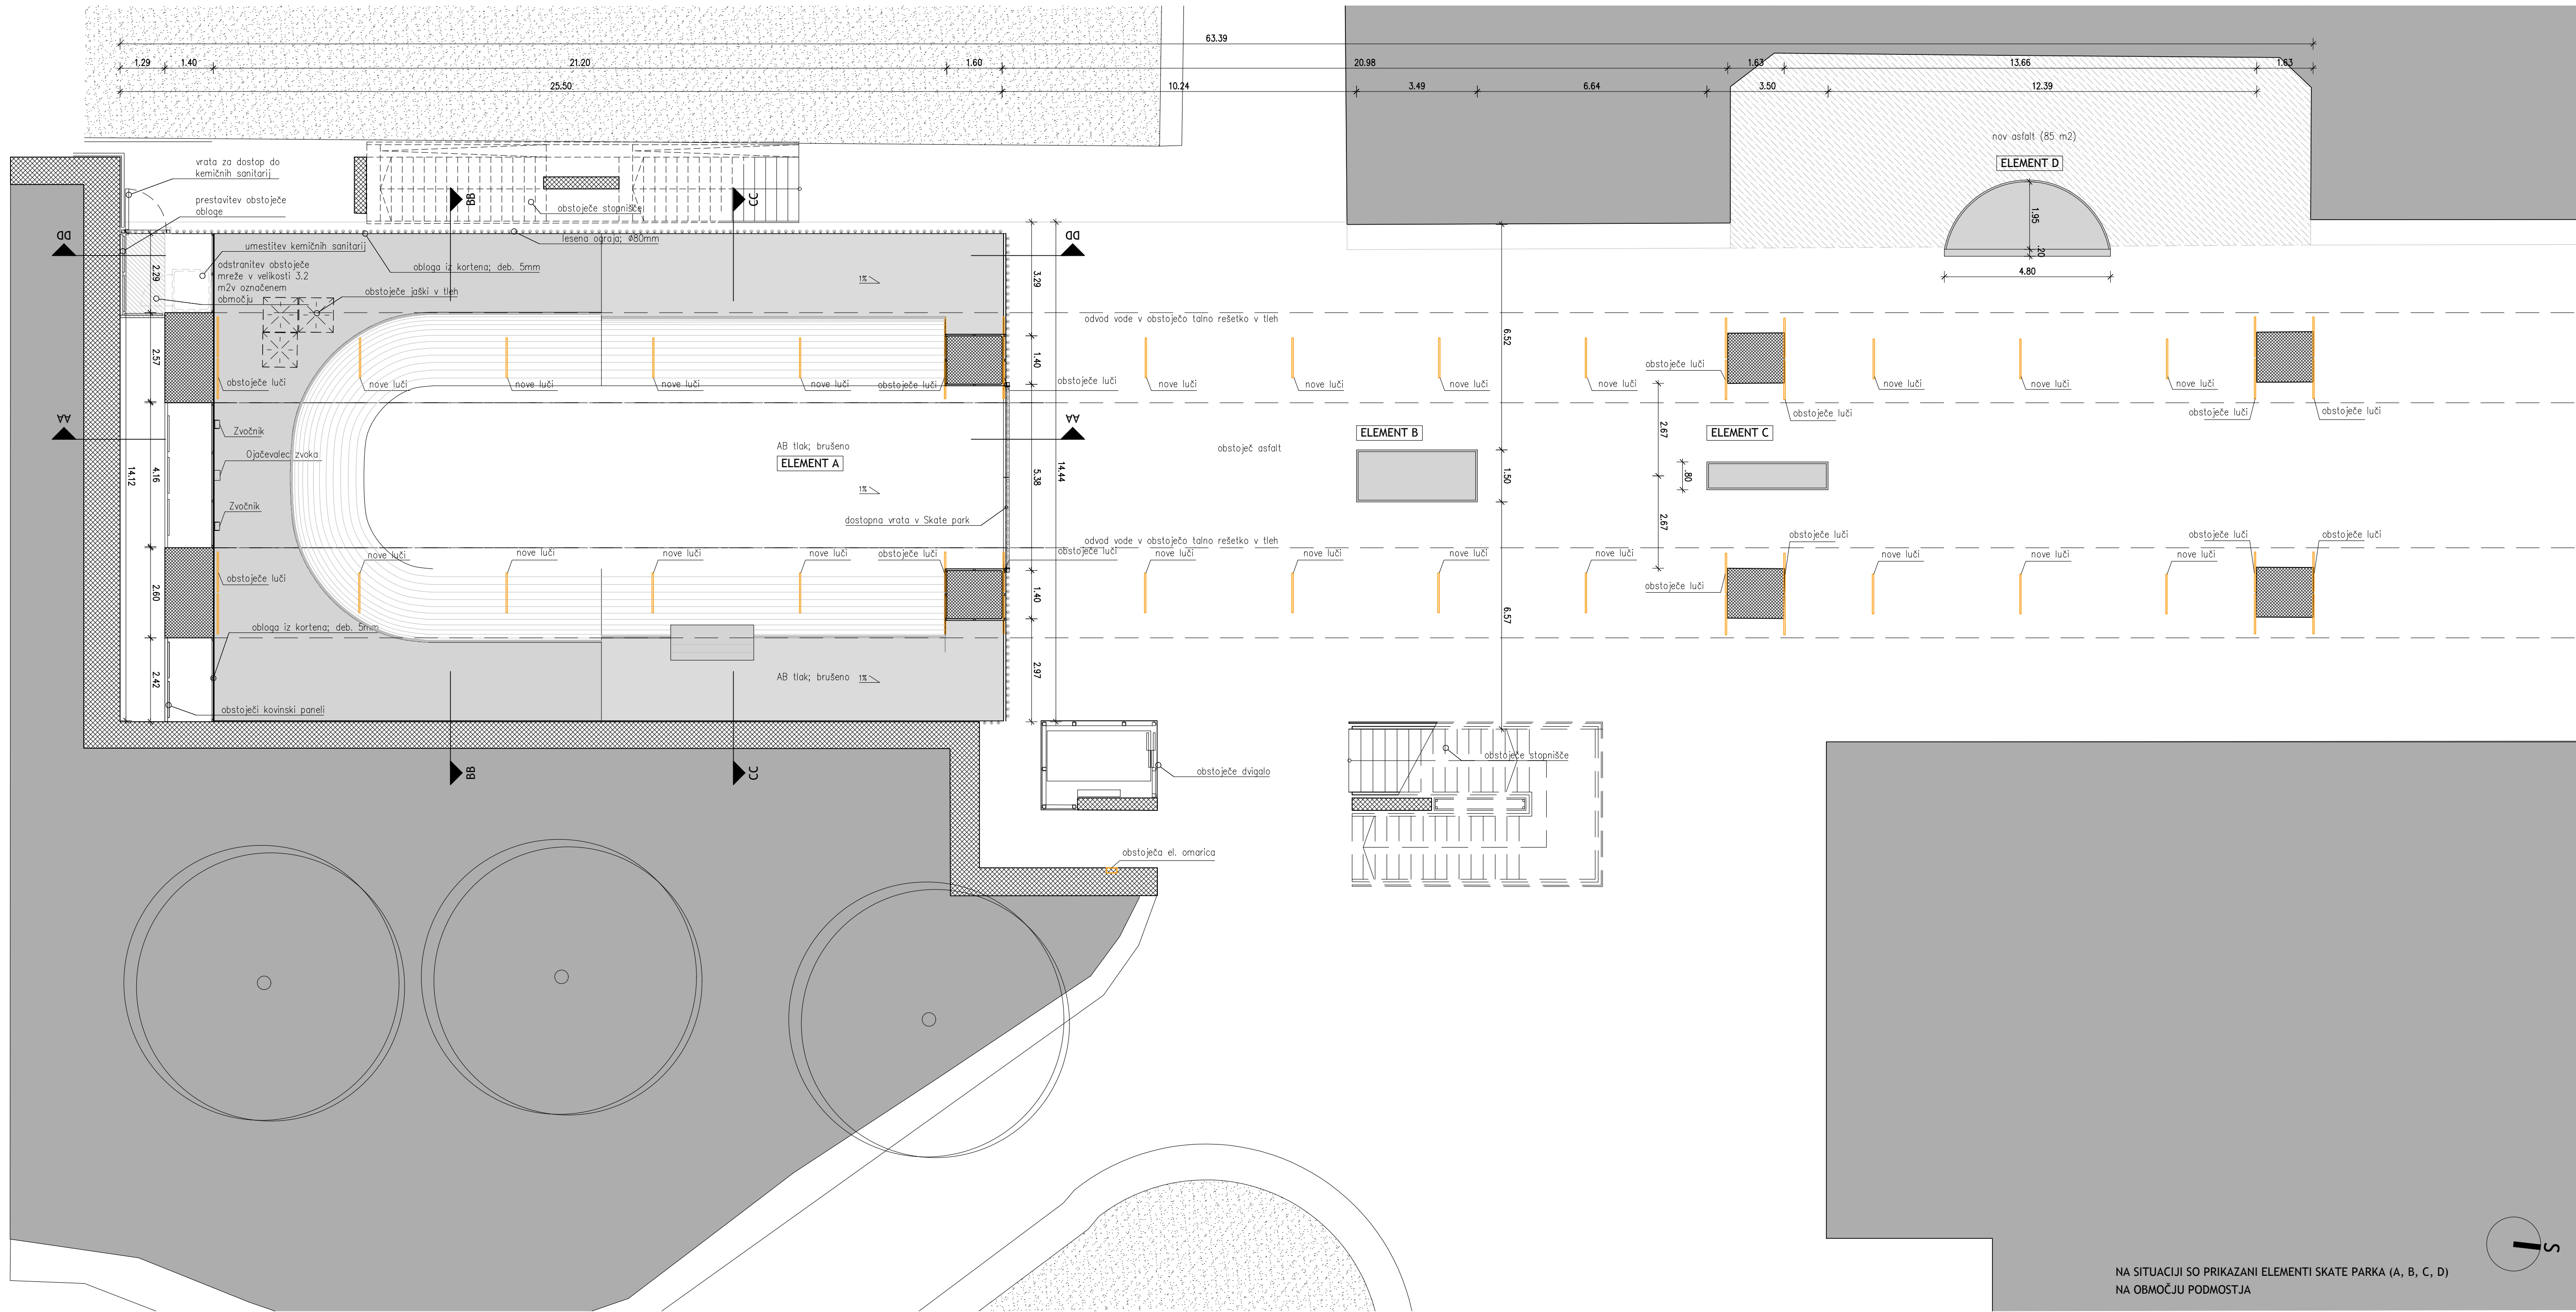 63.39
1.29 1.40 21.20 1.60 20.98 1.63 13.66 1.63
25.50 10.24 3.49 6.64 3.50 12.39
nov asfalt (85 m2)
ELEMENT D
1.95
.20
4.80
vrata za dostop do
kemičnih sanitarij
prestavitev obstoječe
obloge
BB
CC
obstoječe stopnišče
lesena ograja; Ø80mm
DD
DD
umestitev kemičnih sanitarij
obloga iz kortena; deb. 5mm
odstranitev obstoječe
mreže v velikosti 3.2
m2v označenem
območju
obstoječe jaški v tleh
1%
2.29
3.29
6.52
odvod vode v obstoječo talno rešetko v tleh
2.57
1.40
obstoječe luči
nove luči
nove luči
nove luči
nove luči
obstoječe luči
obstoječe luči
nove luči
nove luči
nove luči
nove luči
obstoječe luči
obstoječe luči
nove luči
nove luči
nove luči
obstoječe luči
obstoječe luči
AA
AA
Zvočnik
Ojačevalec zvoka
Zvočnik
14.12
4.16
AB tlak; brušeno
ELEMENT A
1%
dostopna vrata v Skate park
5.38
14.44
obstoječ asfalt
ELEMENT B
1.50
ELEMENT C
.80
2.67
2.67
odvod vode v obstoječo talno rešetko v tleh
obstoječe luči
nove luči
nove luči
nove luči
nove luči
obstoječe luči
obstoječe luči
nove luči
nove luči
nove luči
nove luči
obstoječe luči
obstoječe luči
nove luči
nove luči
nove luči
obstoječe luči
obstoječe luči
2.60
1.40
6.57
obloga iz kortena; deb. 5mm
2.42
2.97
AB tlak; brušeno
1%
obstoječi kovinski paneli
BB
CC
obstoječe dvigalo
obstoječe stopnišče
obstoječa el. omarica
S
NA SITUACIJI SO PRIKAZANI ELEMENTI SKATE PARKA (A, B, C, D)
NA OBMOČJU PODMOSTJA